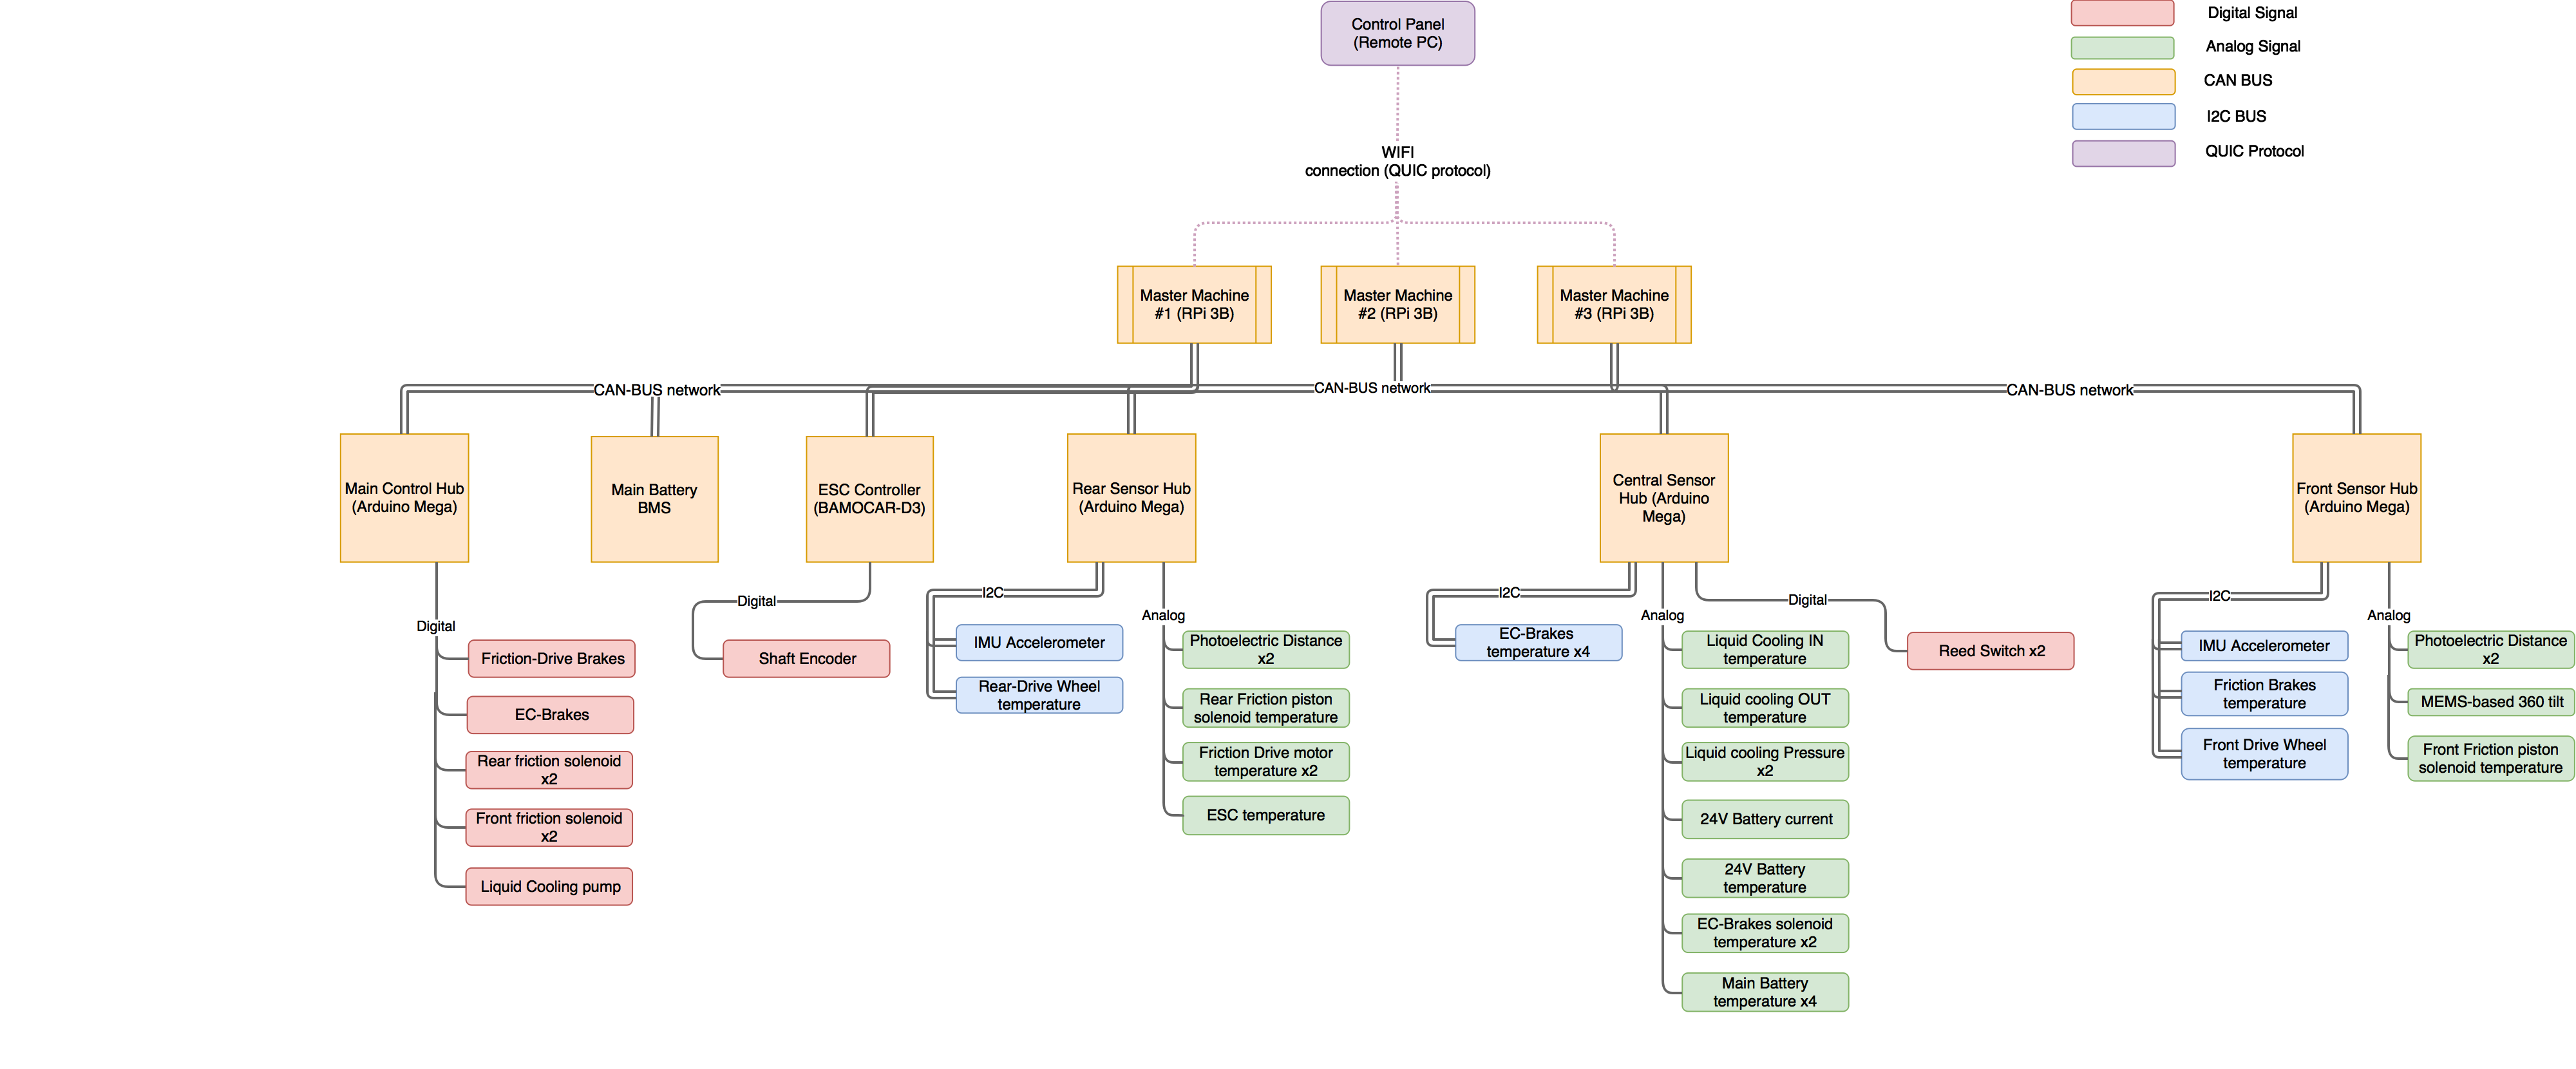 Control Panel
(Remote PC)
Digital Signal
Analog Signal
CAN BUS
I2C BUS
QUIC Protocol
WIFI
connection (QUIC protocol)
Master Machine
#1 (RPi 3B)
Master Machine
#2 (RPi 3B)
Master Machine
#3 (RPi 3B)
CAN-BUS network
CAN-BUS network
CAN-BUS network
Main Control Hub
(Arduino Mega)
Main Battery
BMS
ESC Controller
(BAMOCAR-D3)
Rear Sensor Hub
(Arduino Mega)
Central Sensor
Hub (Arduino
Mega)
Front Sensor Hub
(Arduino Mega)
Digital
Friction-Drive Brakes
EC-Brakes
Rear friction solenoid
x2
Front friction solenoid
x2
Liquid Cooling pump
Digital
Shaft Encoder
I2C
IMU Accelerometer
Rear-Drive Wheel
temperature
Analog
Photoelectric Distance
x2
Rear Friction piston
solenoid temperature
Friction Drive motor
temperature x2
ESC temperature
I2C
EC-Brakes
temperature x4
Analog
Liquid Cooling IN
temperature
Liquid cooling OUT
temperature
Liquid cooling Pressure
x2
24V Battery current
24V Battery
temperature
EC-Brakes solenoid
temperature x2
Main Battery
temperature x4
Digital
Reed Switch x2
I2C
IMU Accelerometer
Friction Brakes
temperature
Front Drive Wheel
temperature
Analog
Photoelectric Distance
x2
MEMS-based 360 tilt
Front Friction piston
solenoid temperature